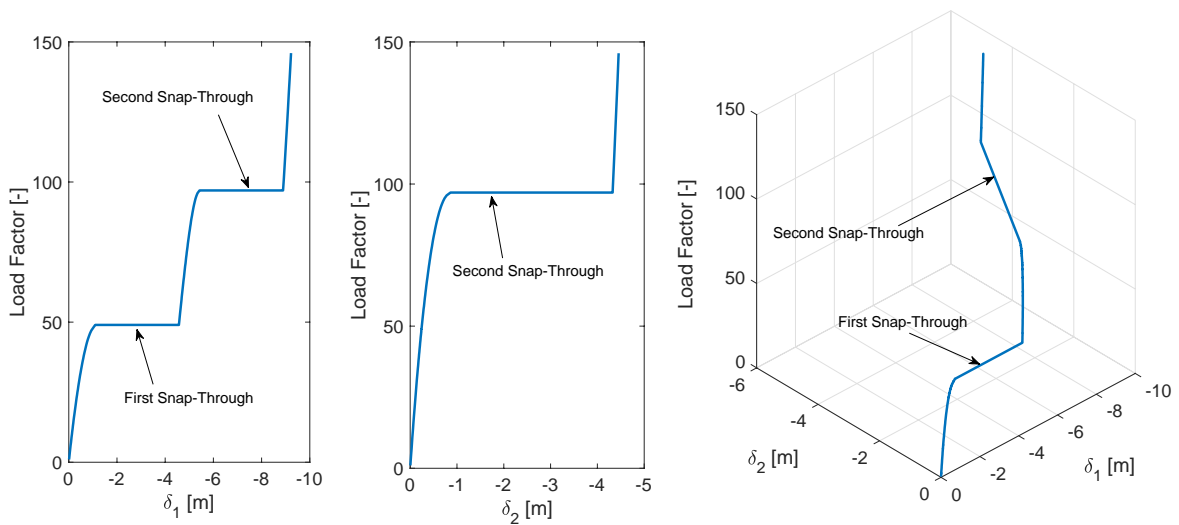 150
100
50
0
Load Factor [-]
Second Snap-Through
First Snap-Through
0 -2 -4 -6 -8 -10
δ1 [m]
150
100
50
0
Load Factor [-]
Second Snap-Through
0 -1 -2 -3 -4 -5
δ2 [m]
150
100
50
0
Load Factor [-]
Second Snap-Through
First Snap-Through
-6
-4
-2
0
δ2 [m]
0
-2
-4
-6
-8
-10
δ1 [m]